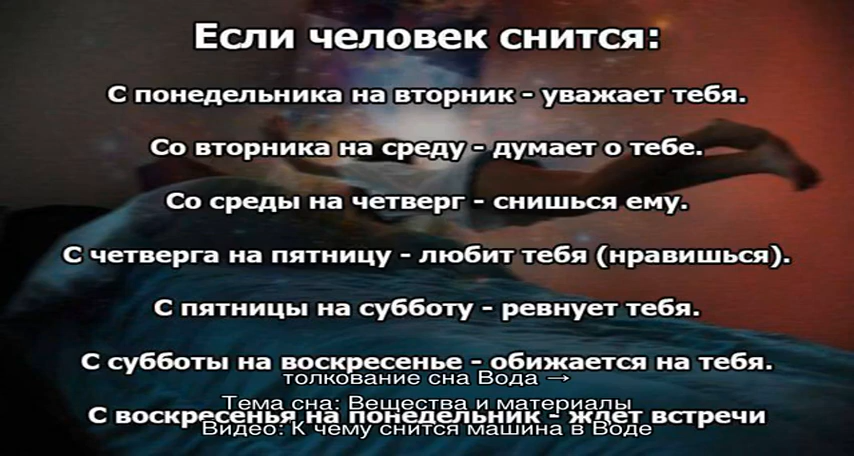 Если человек снится:
С понедельника на вторник - уважает тебя.
Со вторника на среду - думает о тебе.
Со среды на четверг - снишься ему.
С четверга на пятницу - любит тебя (нравишься).
С пятницы на субботу - ревнует тебя.
С субботы на воскресенье - обижается на тебя.
толкование сна Вода →
Тема сна: Вещества и материалы
С воскресенья на понедельник - ждет встречи
Видео: К чему снится машина в Воде